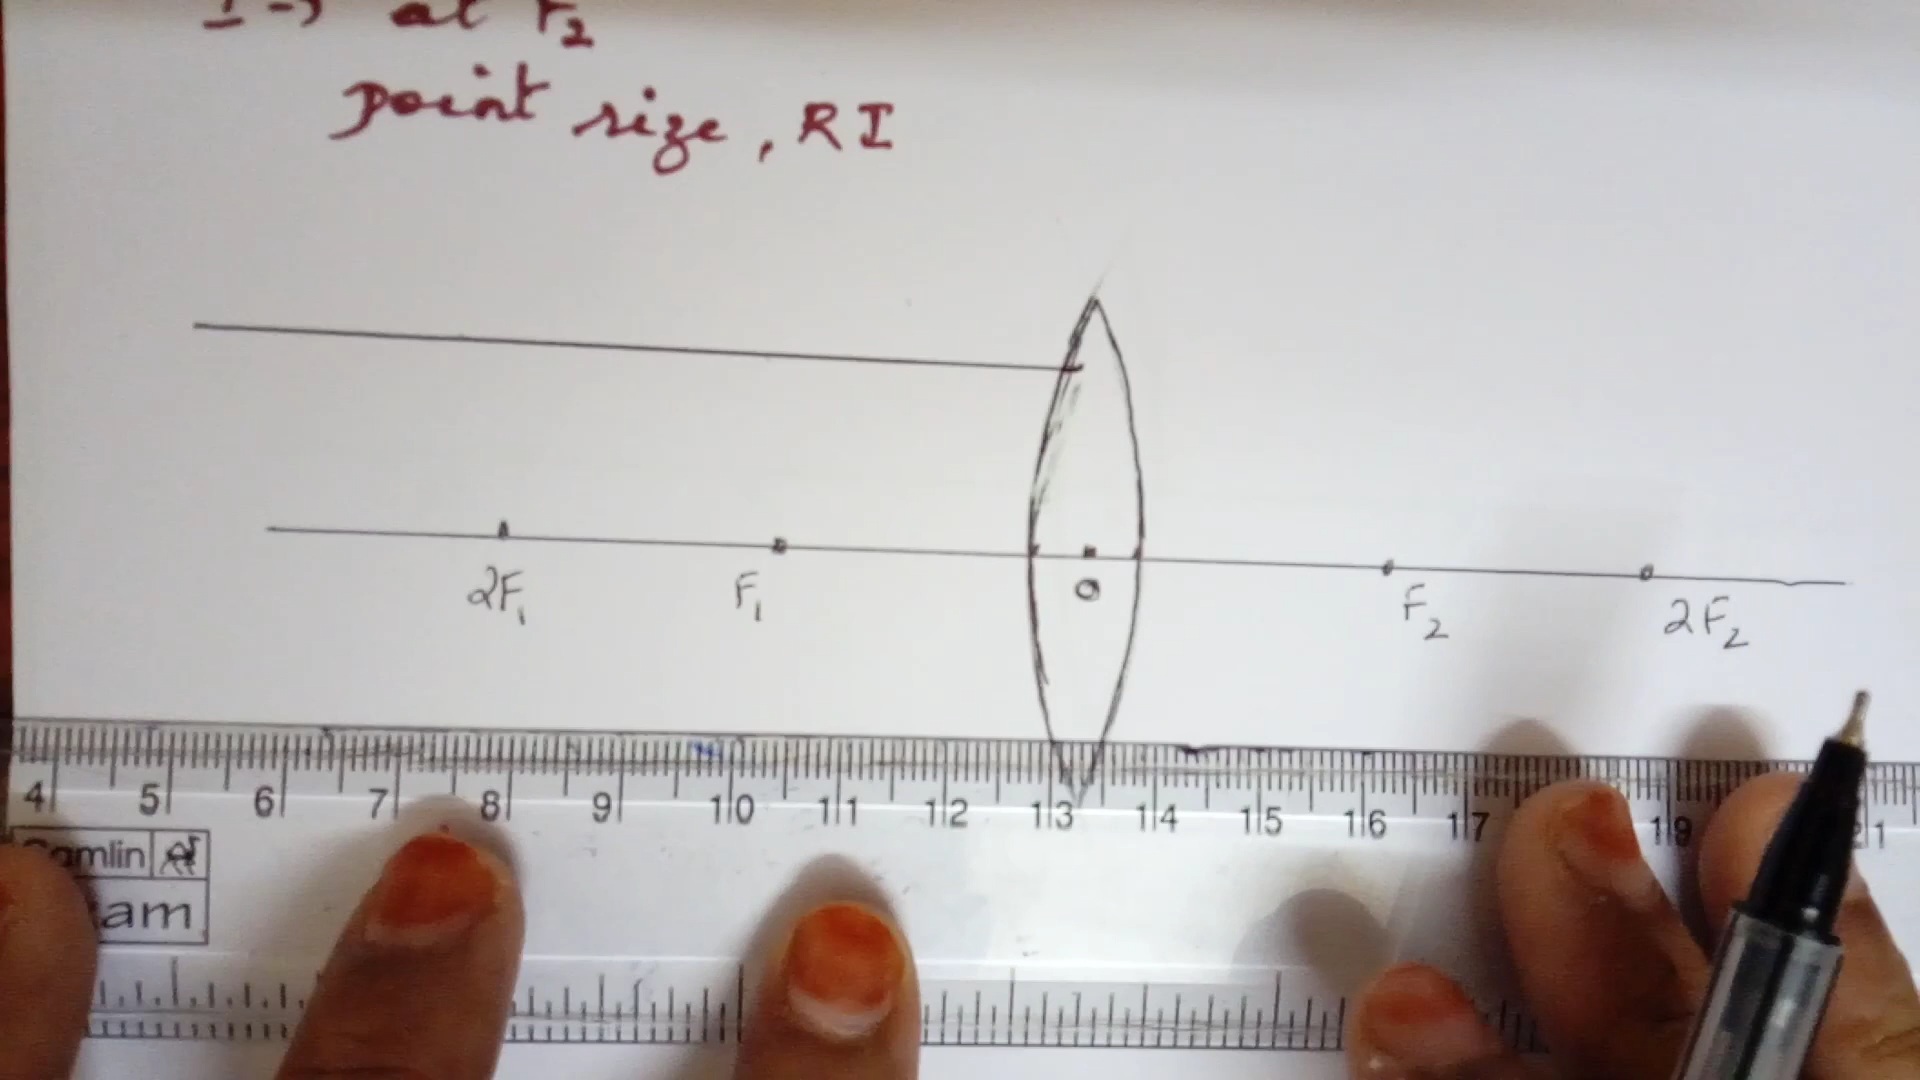 I → at F₂
point size, RI
2F₁ F₁ O F₂ 2F₂
4 5 6 7 8 9 10 11 12 13 14 15 16 17 19 21